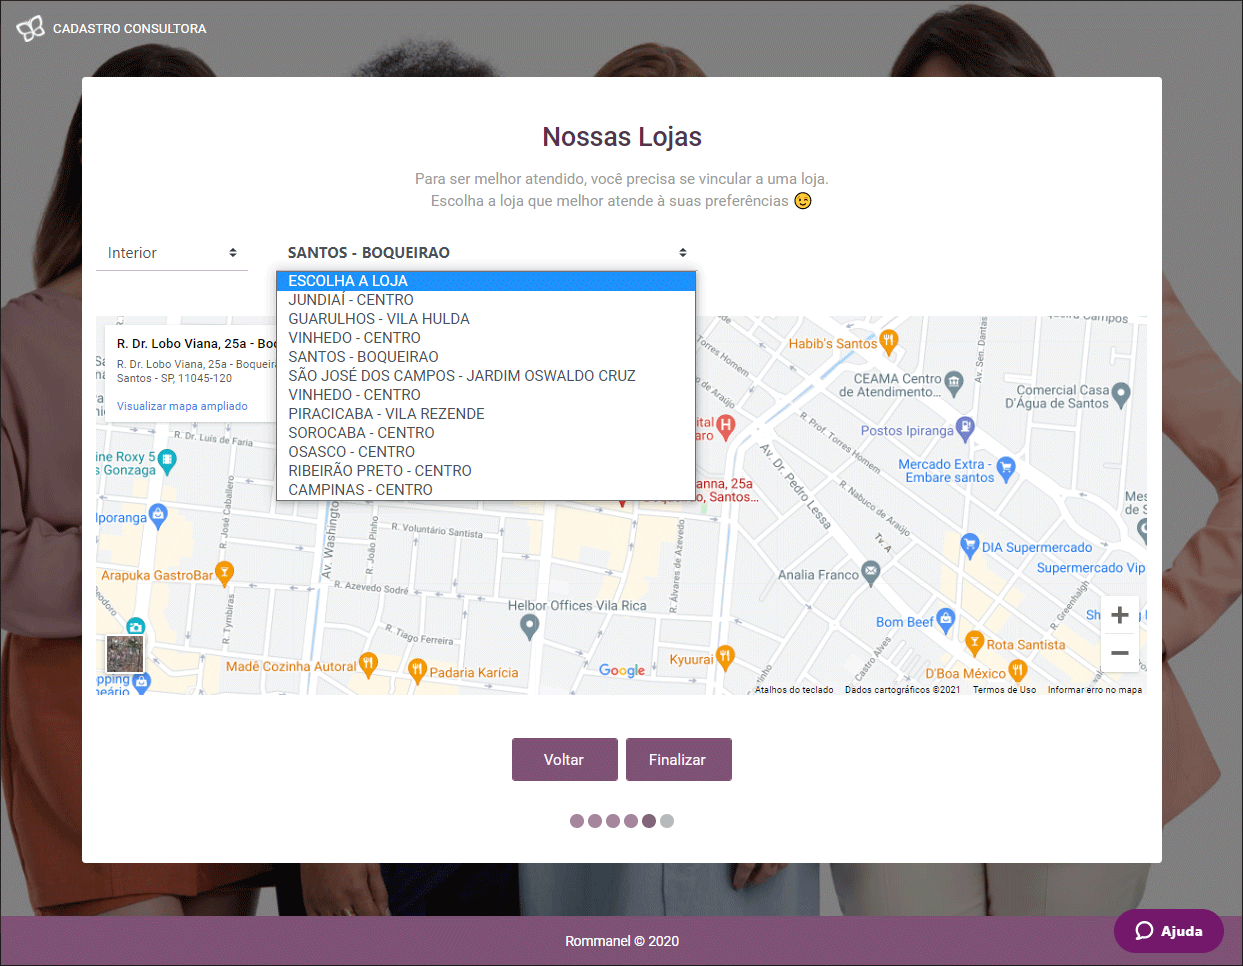 CADASTRO CONSULTORA
Nossas Lojas
Para ser melhor atendido, você precisa se vincular a uma loja.
Escolha a loja que melhor atende à suas preferências 😉
Interior
SANTOS - BOQUEIRAO
ESCOLHA A LOJA
JUNDIAÍ - CENTRO
GUARULHOS - VILA HULDA
VINHEDO - CENTRO
SANTOS - BOQUEIRAO
SÃO JOSÉ DOS CAMPOS - JARDIM OSWALDO CRUZ
VINHEDO - CENTRO
PIRACICABA - VILA REZENDE
SOROCABA - CENTRO
OSASCO - CENTRO
RIBEIRÃO PRETO - CENTRO
CAMPINAS - CENTRO
R. Dr. Lobo Viana, 25a - Boq
R. Dr. Lobo Viana, 25a - Boqueir
Santos - SP, 11045-120
Visualizar mapa ampliado
Habib's Santos
Av. Sen. Dantas
CEAMA Centro
de Atendimento...
Comercial Casa
D'Água de Santos
Postos Ipiranga
R. Prof. Torres Homem
R. Dr. Luís de Faria
ine Roxy 5
Gonzaga
Mercado Extra -
Embare santos
anna, 25a
o, Santos...
Av. Dr. Pedro Lessa
R. Nabuco de Araújo
Iporanga
R. José Caballero
Av. Washington
R. João Pinho
R. Voluntário Santista
R. Álvares de Azevedo
Tv. A
DIA Supermercado
Supermercado Vip
Arapuka GastroBar
R. Azevedo Sodré
Analia Franco
R. Tymbiras
Helbor Offices Vila Rica
R. Greenhalgh
Bom Beef
R. Tiago Ferreira
Rota Santista
Madê Cozinha Autoral
Padaria Karícia
Google
Kyuurai
Castro Alves
D'Boa México
Atalhos do teclado
Dados cartográficos ©2021
Termos de Uso
Informar erro no mapa
Voltar
Finalizar
Rommanel © 2020
Ajuda